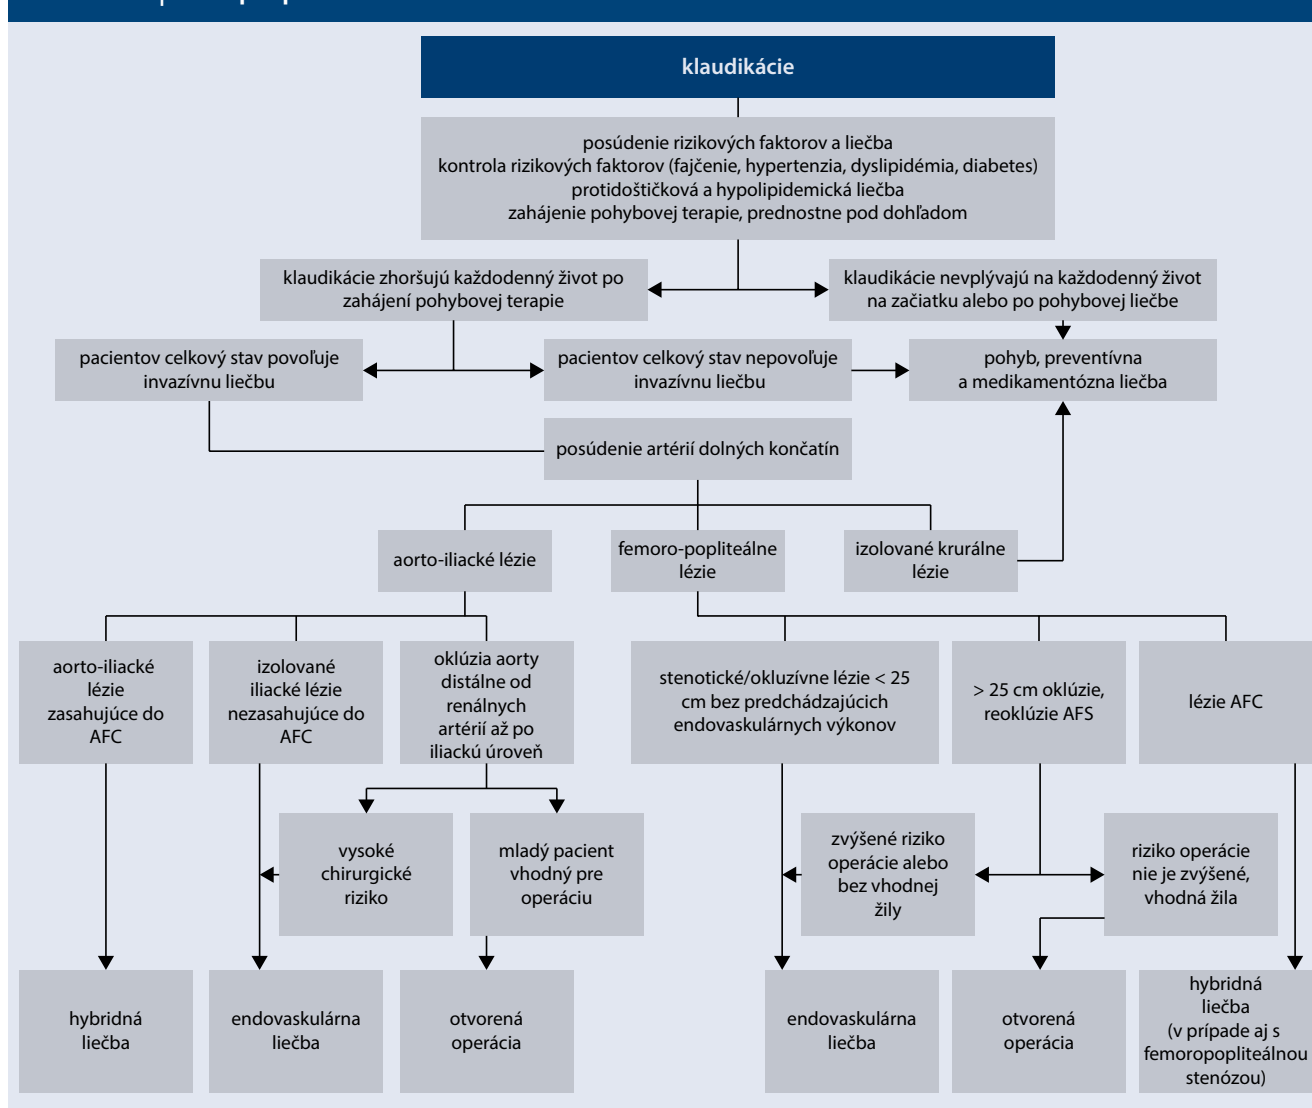 klaudikácie
posúdenie rizikových faktorov a liečba
kontrola rizikových faktorov (fajčenie, hypertenzia, dyslipidémia, diabetes)
protidoštičková a hypolipidemická liečba
zahájenie pohybovej terapie, prednostne pod dohľadom
klaudikácie zhoršujú každodenný život po
zahájení pohybovej terapie
klaudikácie nevplývajú na každodenný život
na začiatku alebo po pohybovej liečbe
pacientov celkový stav povoľuje
invazívnu liečbu
pacientov celkový stav nepovoľuje
invazívnu liečbu
pohyb, preventívna
a medikamentózna liečba
posúdenie artérií dolných končatín
aorto-iliacké lézie
femoro-popliteálne
lézie
izolované krurálne
lézie
aorto-iliacké
lézie
zasahujúce do
AFC
izolované
iliacké lézie
nezasahujúce do
AFC
oklúzia aorty
distálne od
renálnych
artérií až po
iliackú úroveň
stenotické/okluzívne lézie < 25
cm bez predchádzajúcich
endovaskulárnych výkonov
> 25 cm oklúzie,
reoklúzie AFS
lézie AFC
vysoké
chirurgické
riziko
mladý pacient
vhodný pre
operáciu
zvýšené riziko
operácie alebo
bez vhodnej
žily
riziko operácie
nie je zvýšené,
vhodná žila
hybridná
liečba
endovaskulárna
liečba
otvorená
operácia
endovaskulárna
liečba
otvorená
operácia
hybridná
liečba
(v prípade aj s
femoropopliteálnou
stenózou)